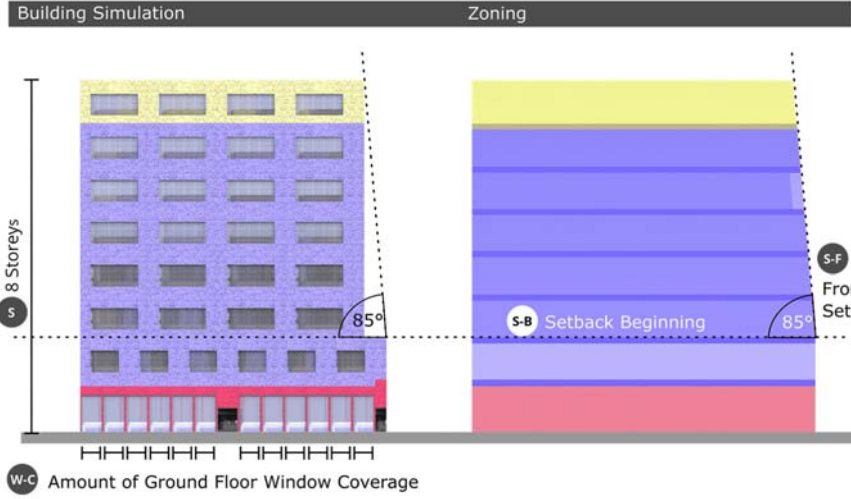 Building Simulation
Zoning
8 Storeys
S
85°
S-B Setback Beginning
85°
S-F
W-C Amount of Ground Floor Window Coverage